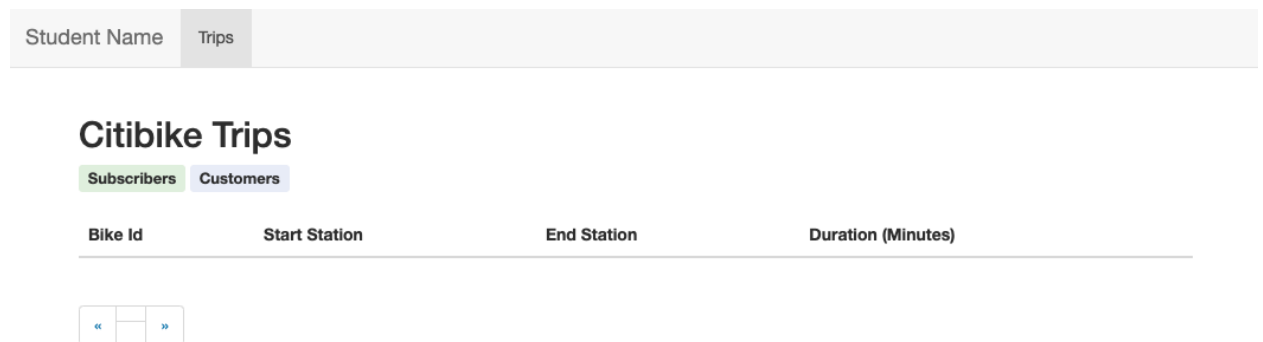 Student Name Trips
Citibike Trips
Subscribers Customers
Bike Id Start Station End Station Duration (Minutes)
« »